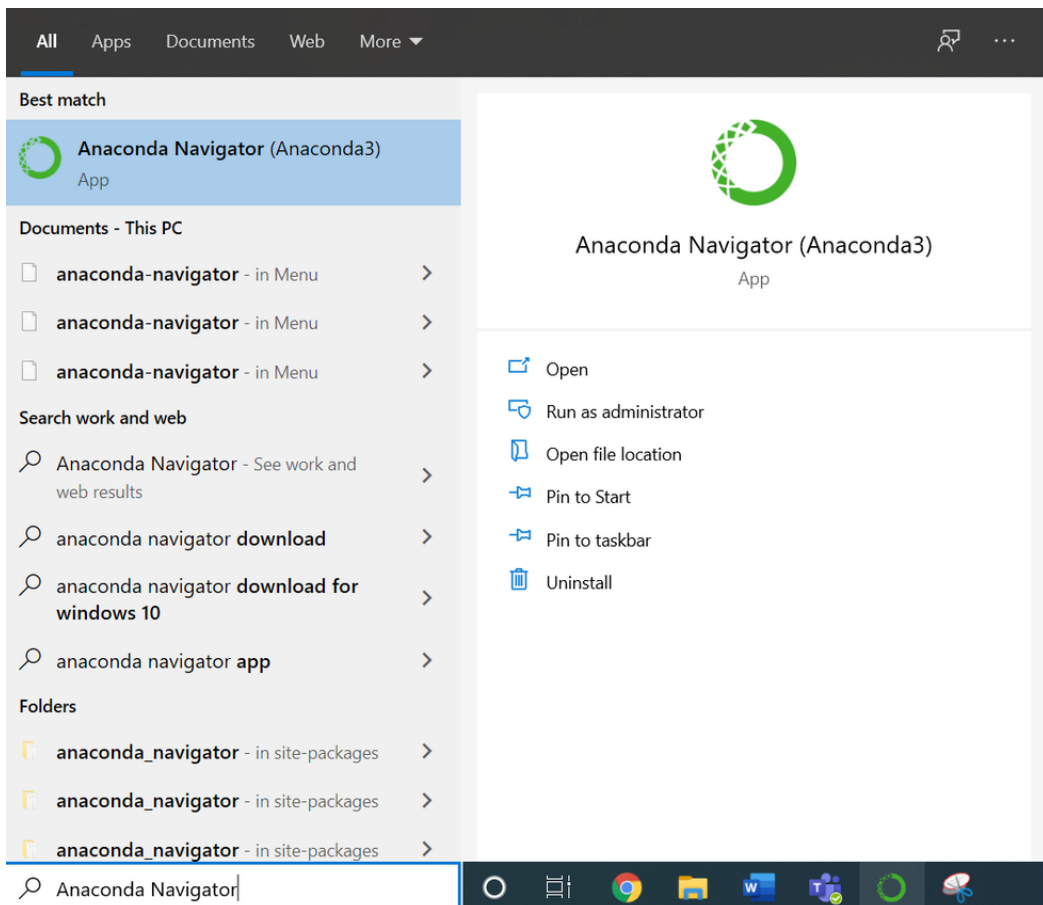 All Apps Documents Web More
Best match
Anaconda Navigator (Anaconda3)
App
Documents - This PC
anaconda-navigator - in Menu
anaconda-navigator - in Menu
anaconda-navigator - in Menu
Search work and web
Anaconda Navigator - See work and
web results
anaconda navigator download
anaconda navigator download for
windows 10
anaconda navigator app
Folders
anaconda_navigator - in site-packages
anaconda_navigator - in site-packages
anaconda_navigator - in site-packages
Anaconda Navigator
Anaconda Navigator (Anaconda3)
App
Open
Run as administrator
Open file location
Pin to Start
Pin to taskbar
Uninstall